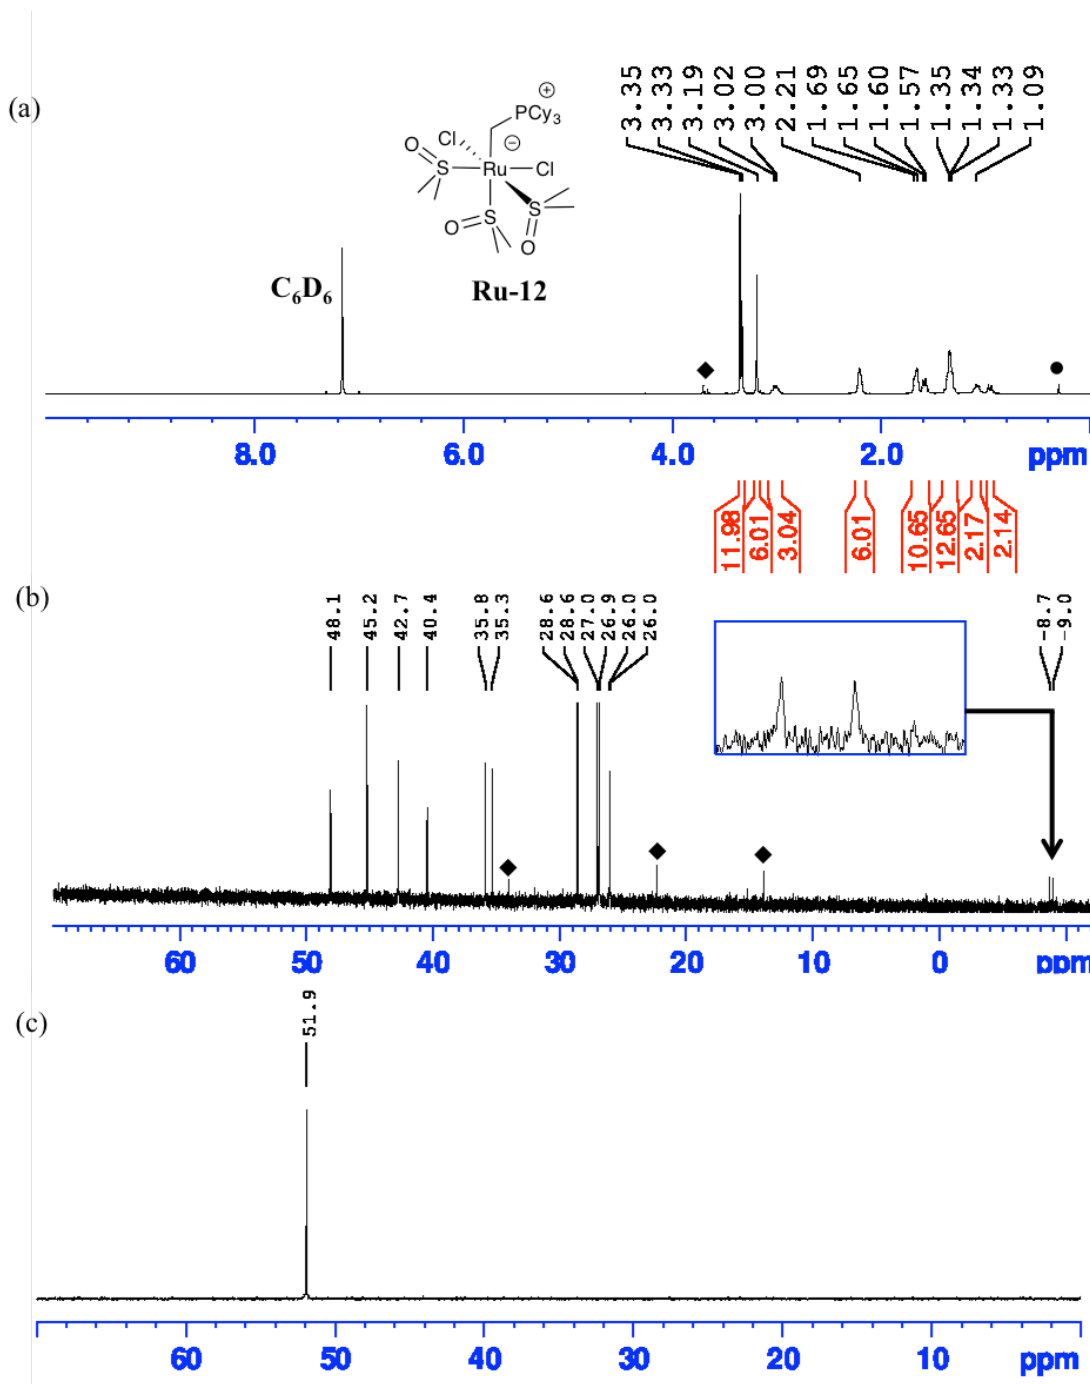 (a)
3.35
3.33
3.19
3.02
3.00
2.21
1.69
1.65
1.60
1.57
1.35
1.34
1.33
1.09
⊕
PCy3
⊖
Cl
O
S
Ru
Cl
O
S
S
O
C6D6
Ru-12
8.0 6.0 4.0 2.0 ppm
11.98
6.01
3.04
6.01
10.65
12.65
2.17
2.14
(b)
48.1
45.2
42.7
40.4
35.8
35.3
28.6
28.6
27.0
26.9
26.0
26.0
-8.7
-9.0
60 50 40 30 20 10 0 ppm
(c)
51.9
60 50 40 30 20 10 ppm